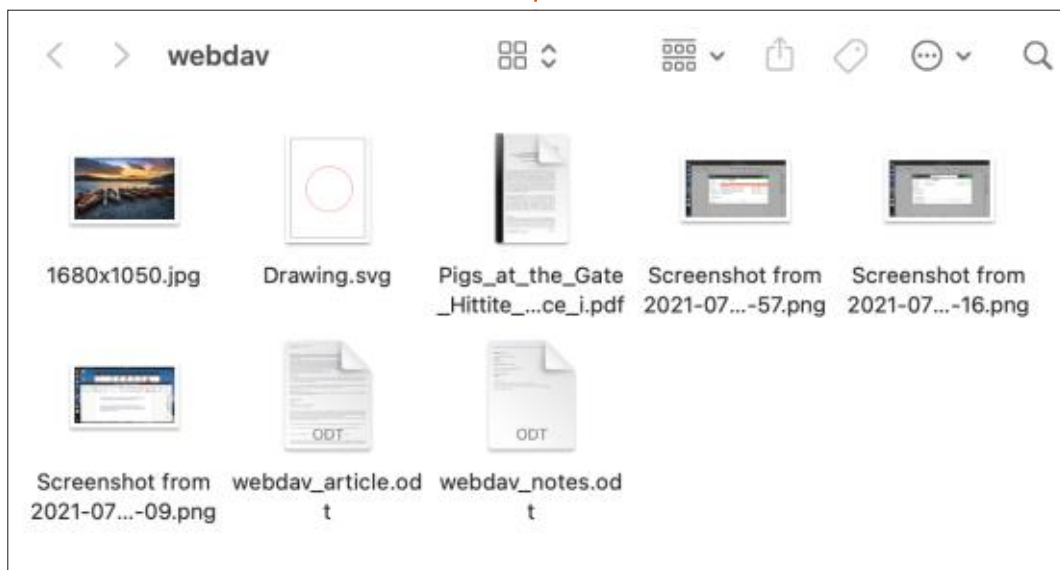 webdav
1680x1050.jpg
Drawing.svg
Pigs_at_the_Gate
_Hittite_...ce_i.pdf
Screenshot from
2021-07...-57.png
Screenshot from
2021-07...-16.png
ODT
ODT
Screenshot from
2021-07...-09.png
webdav_article.od
t
webdav_notes.od
t